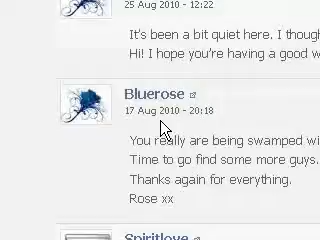 25 Aug 2010 - 12:22
It's been a bit quiet here. I though
Hi! I hope you're having a good w
Bluerose
17 Aug 2010 - 20:18
You really are being swamped wi
Time to go find some more guys.
Thanks again for everything.
Rose xx
Spiritlove